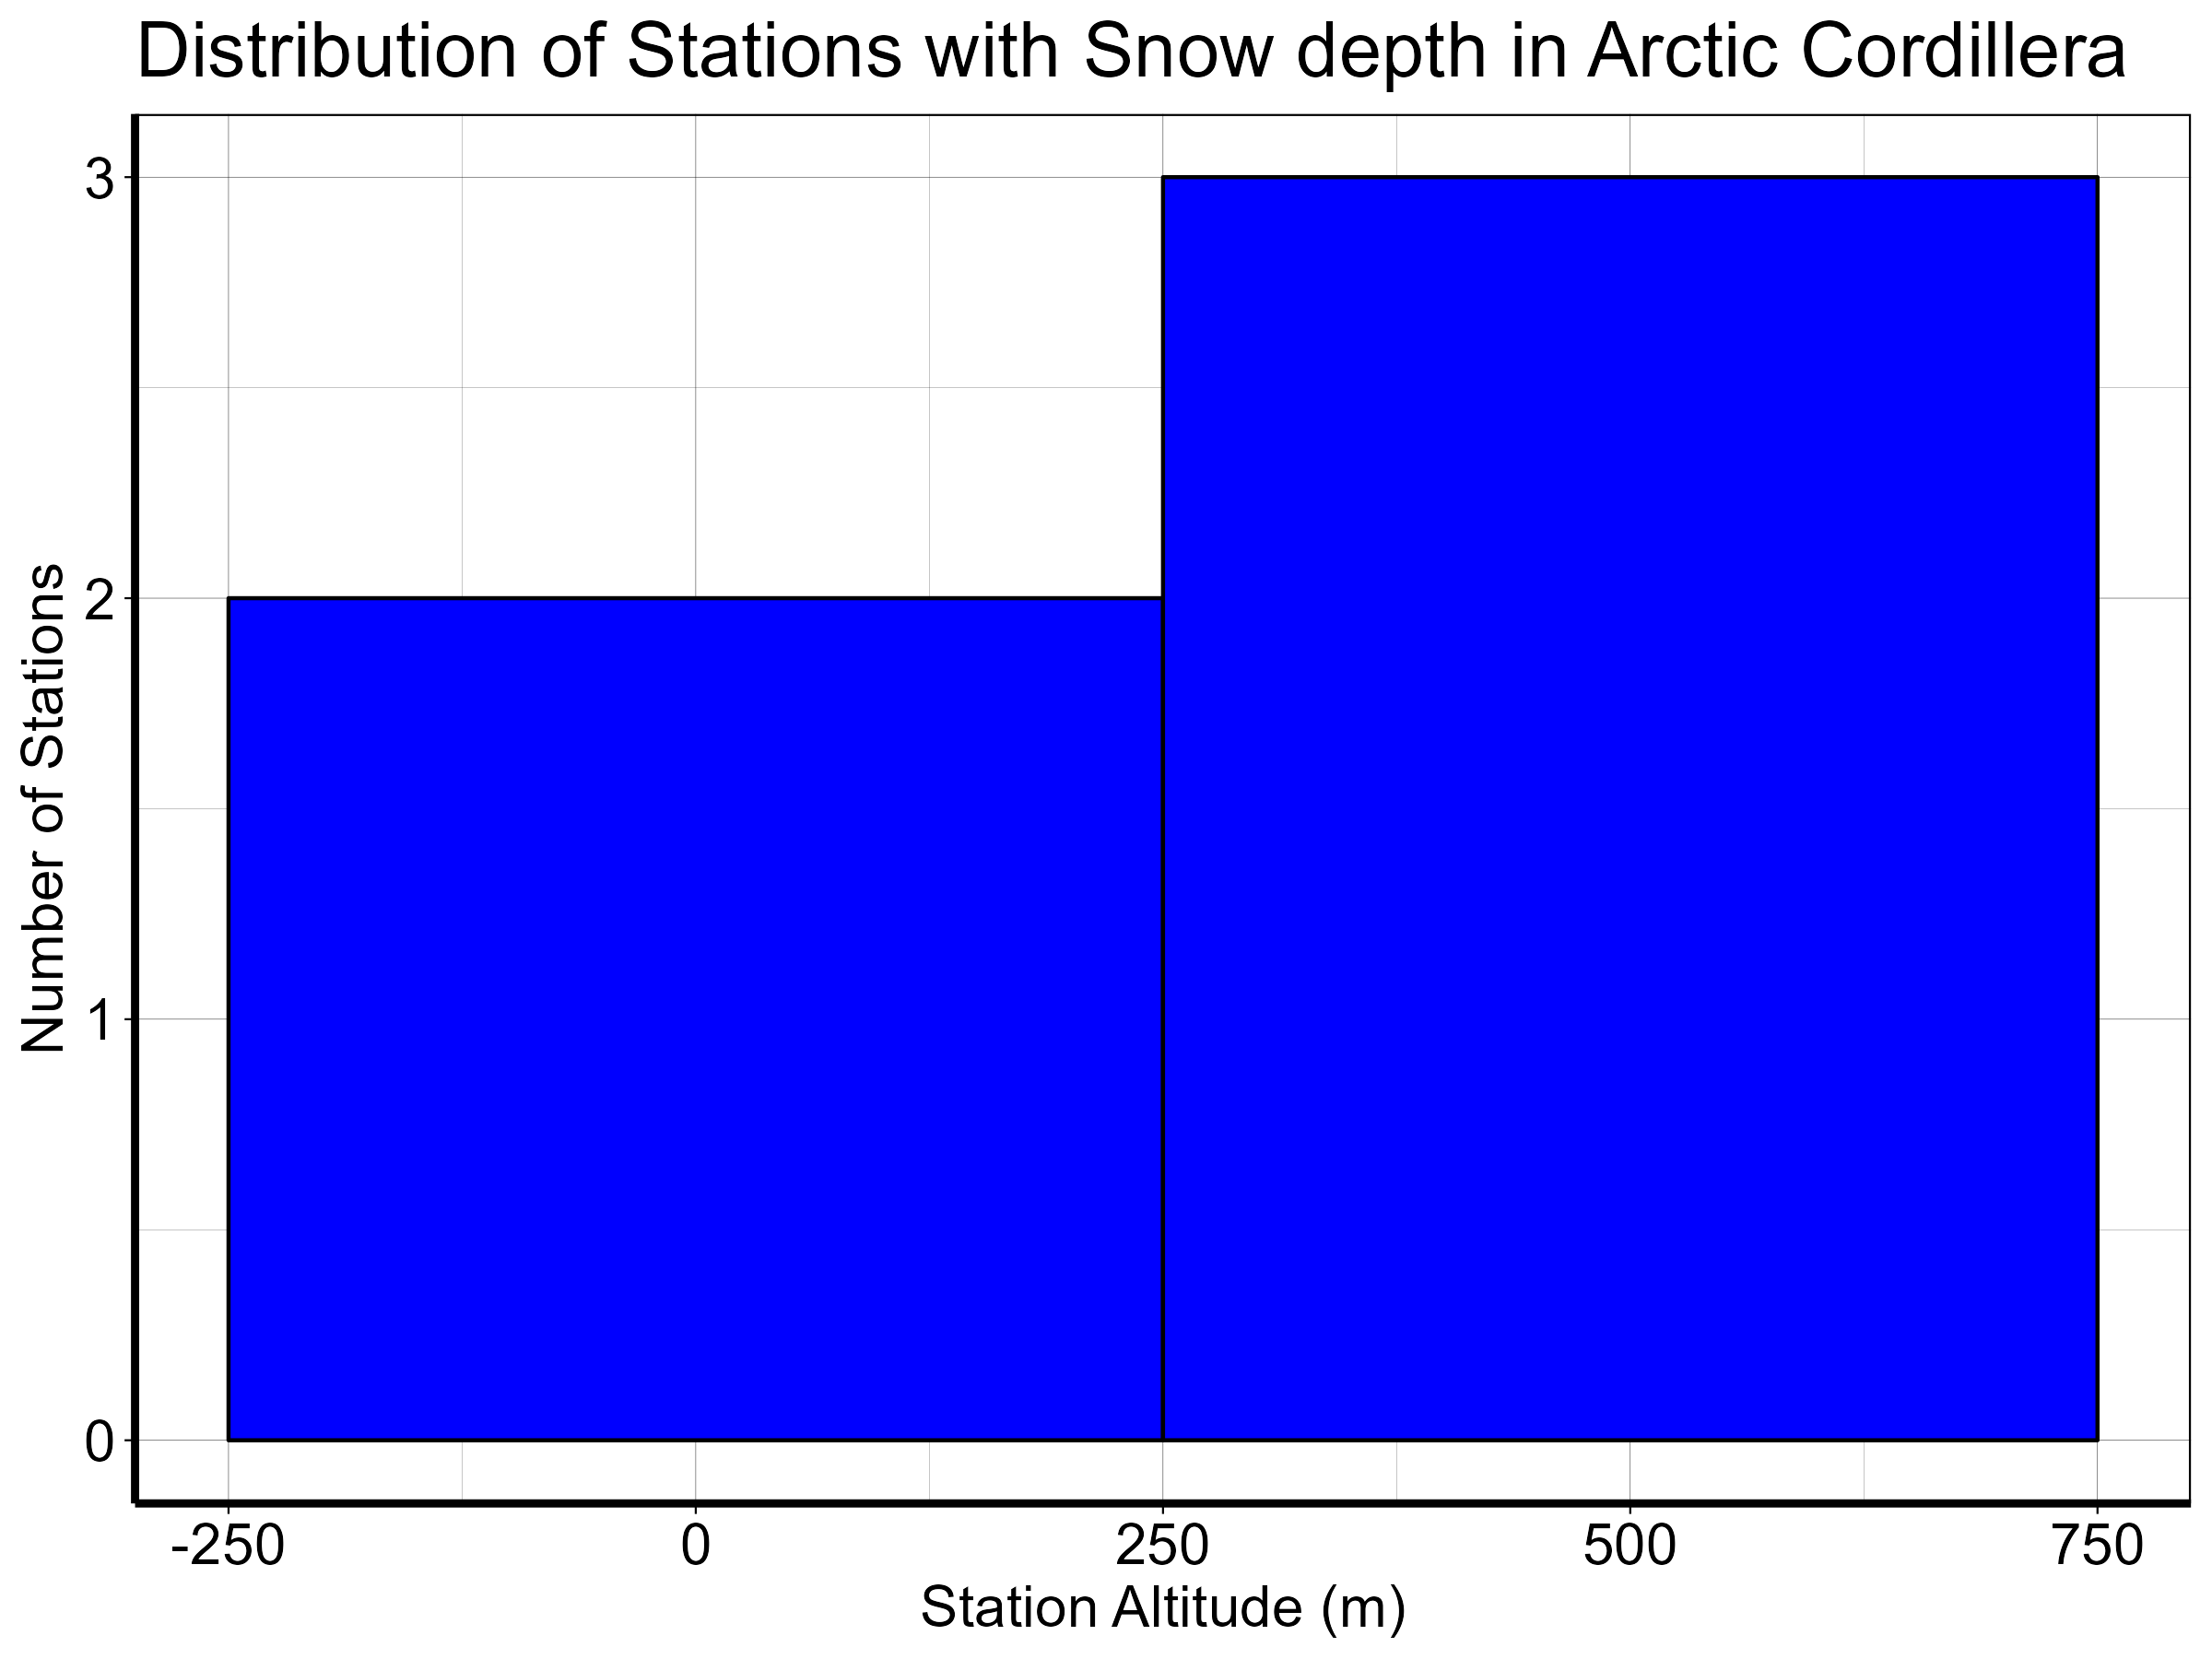 Distribution of Stations with Snow depth in Arctic Cordillera
Number of Stations
3
2
1
0
-250 0 250 500 750
Station Altitude (m)